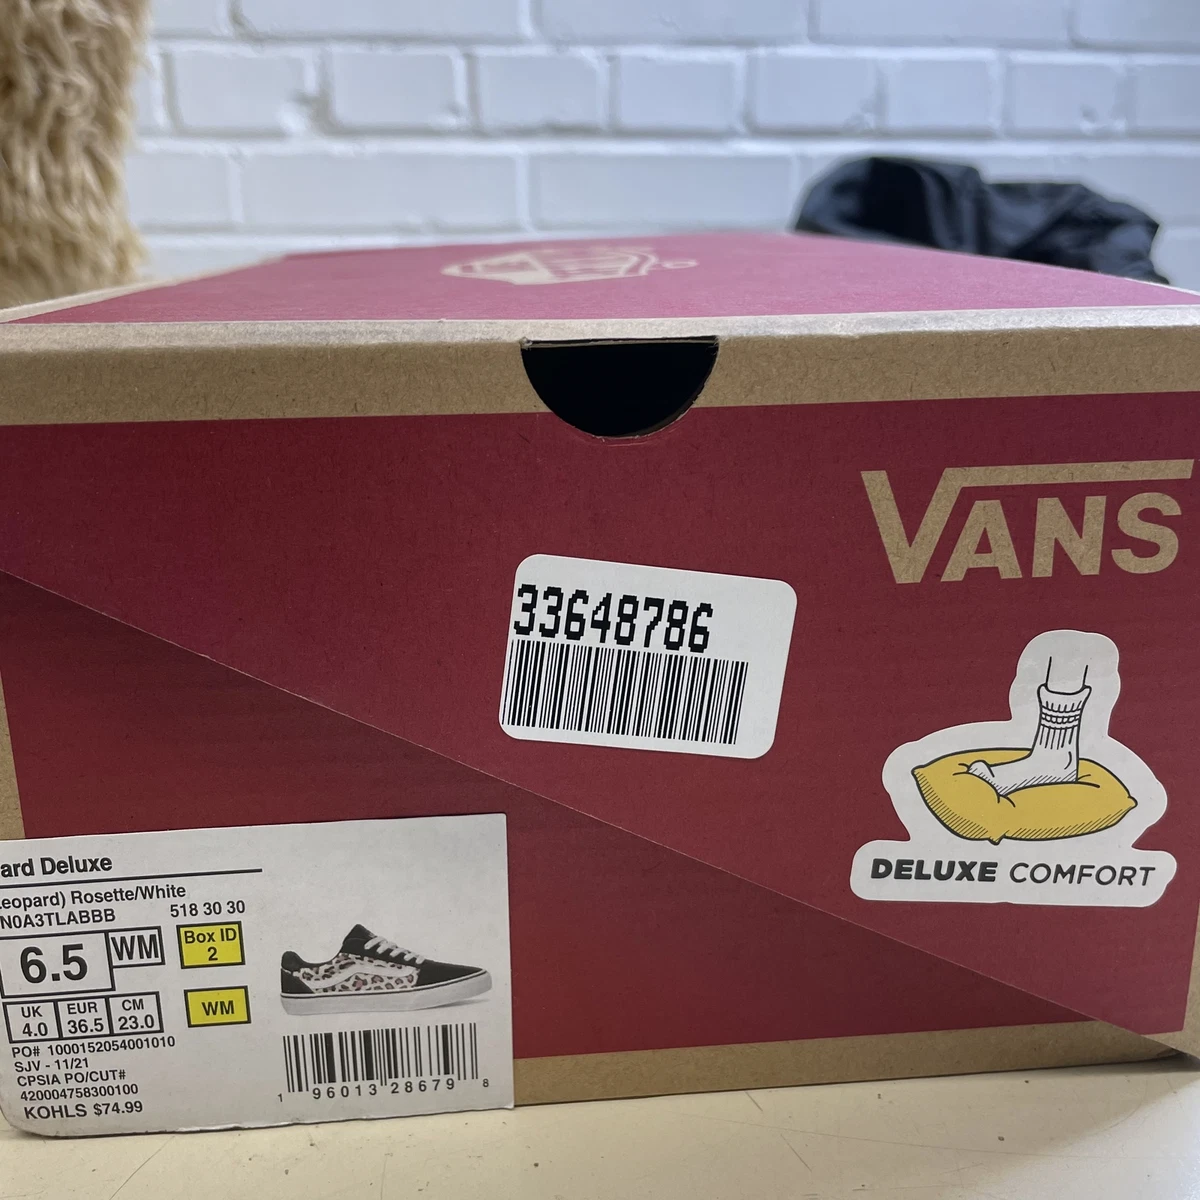 VANS
33648786
DELUXE COMFORT
ard Deluxe
eopard) Rosette/White
N0A3TLABBB 518 30 30
6.5 WM Box ID 2
WM
UK 4.0 EUR 36.5 CM 23.0
PO# 1000152054001010
SJV - 11/21
CPSIA PO/CUT#
420004758300100
KOHLS $74.99
1 96013 28679 8